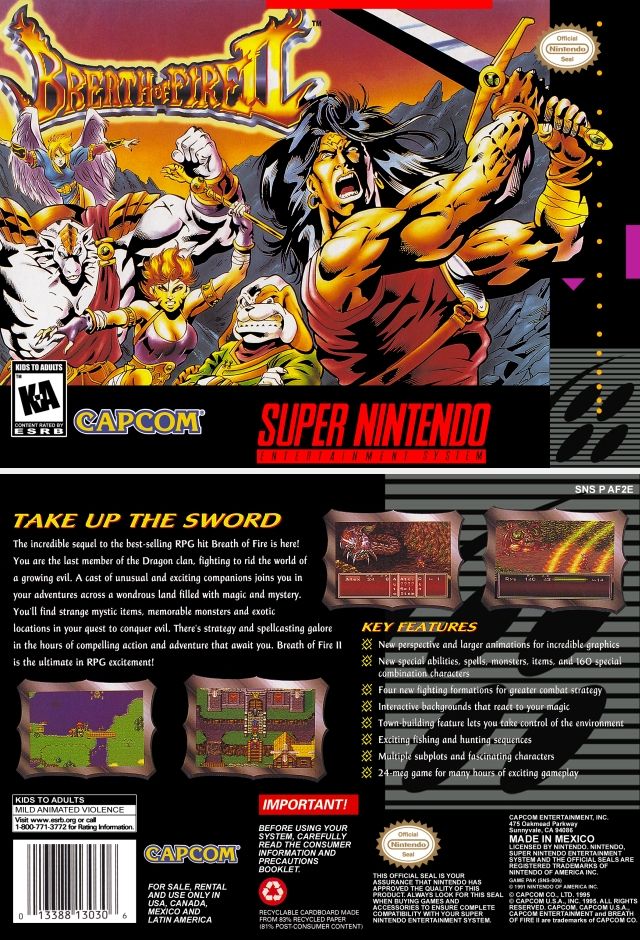 BREATH OF FIRE II TM
Official
Nintendo
Seal
KIDS TO ADULTS
TM
K-A
CONTENT RATED BY
ESRB
CAPCOM®
SUPER NINTENDO
ENTERTAINMENT SYSTEM
SNS P AF2E
TAKE UP THE SWORD
The incredible sequel to the best-selling RPG hit Breath of Fire is here!
You are the last member of the Dragon clan, fighting to rid the world of
a growing evil. A cast of unusual and exciting companions joins you in
your adventures across a wondrous land filled with magic and mystery.
You'll find strange mystic items, memorable monsters and exotic
locations in your quest to conquer evil. There's strategy and spellcasting galore
in the hours of compelling action and adventure that await you. Breath of Fire II
is the ultimate in RPG excitement!
KEY FEATURES
New perspective and larger animations for incredible graphics
New special abilities, spells, monsters, items, and 160 special
combination characters
Four new fighting formations for greater combat strategy
Interactive backgrounds that react to your magic
Town-building feature lets you take control of the environment
Exciting fishing and hunting sequences
Multiple subplots and fascinating characters
24-meg game for many hours of exciting gameplay
KIDS TO ADULTS
MILD ANIMATED VIOLENCE
Visit www.esrb.org or call
1-800-771-3772 for Rating Information.
0 13388 13030 6
CAPCOM®
FOR SALE, RENTAL
AND USE ONLY IN
USA, CANADA,
MEXICO AND
LATIN AMERICA
IMPORTANT!
BEFORE USING YOUR
SYSTEM, CAREFULLY
READ THE CONSUMER
INFORMATION AND
PRECAUTIONS
BOOKLET.
RECYCLABLE CARDBOARD MADE
FROM 83% RECYCLED PAPER
(81% POST-CONSUMER CONTENT)
Official
Nintendo
Seal
THIS OFFICIAL SEAL IS YOUR
ASSURANCE THAT NINTENDO HAS
APPROVED THE QUALITY OF THIS
PRODUCT. ALWAYS LOOK FOR THIS SEAL
WHEN BUYING GAMES AND
ACCESSORIES TO ENSURE COMPLETE
COMPATIBILITY WITH YOUR SUPER
NINTENDO ENTERTAINMENT SYSTEM.
CAPCOM ENTERTAINMENT, INC.
475 Oakmead Parkway
Sunnyvale, CA 94086
MADE IN MEXICO
LICENSED BY NINTENDO. NINTENDO,
SUPER NINTENDO ENTERTAINMENT
SYSTEM AND THE OFFICIAL SEALS ARE
REGISTERED TRADEMARKS OF
NINTENDO OF AMERICA INC.
GAME PAK (SNS-006)
© 1991 NINTENDO OF AMERICA INC.
© CAPCOM CO., LTD. 1995
© CAPCOM U.S.A., INC. 1995. ALL RIGHTS
RESERVED. CAPCOM, CAPCOM U.S.A.,
CAPCOM ENTERTAINMENT and BREATH
OF FIRE II are trademarks of CAPCOM CO.